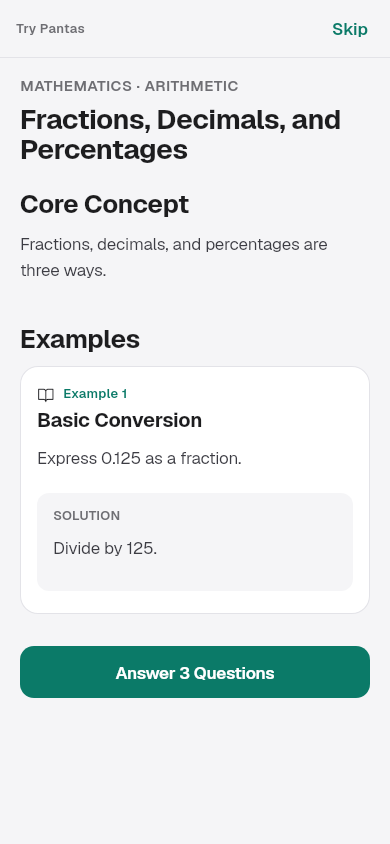 Try Pantas
Skip
MATHEMATICS · ARITHMETIC
Fractions, Decimals, and
Percentages
Core Concept
Fractions, decimals, and percentages are
three ways.
Examples
Example 1
Basic Conversion
Express 0.125 as a fraction.
SOLUTION
Divide by 125.
Answer 3 Questions